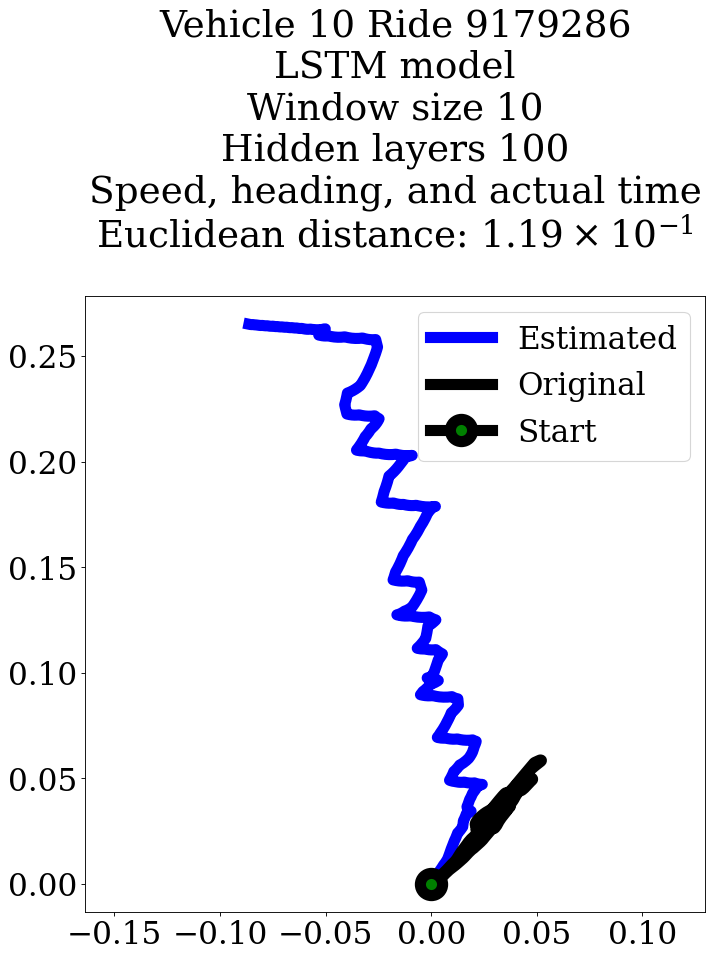 Vehicle 10 Ride 9179286
LSTM model
Window size 10
Hidden layers 100
Speed, heading, and actual time
Euclidean distance: 1.19 × 10⁻¹
Estimated
Original
Start
0.25
0.20
0.15
0.10
0.05
0.00
−0.15 −0.10 −0.05 0.00 0.05 0.10